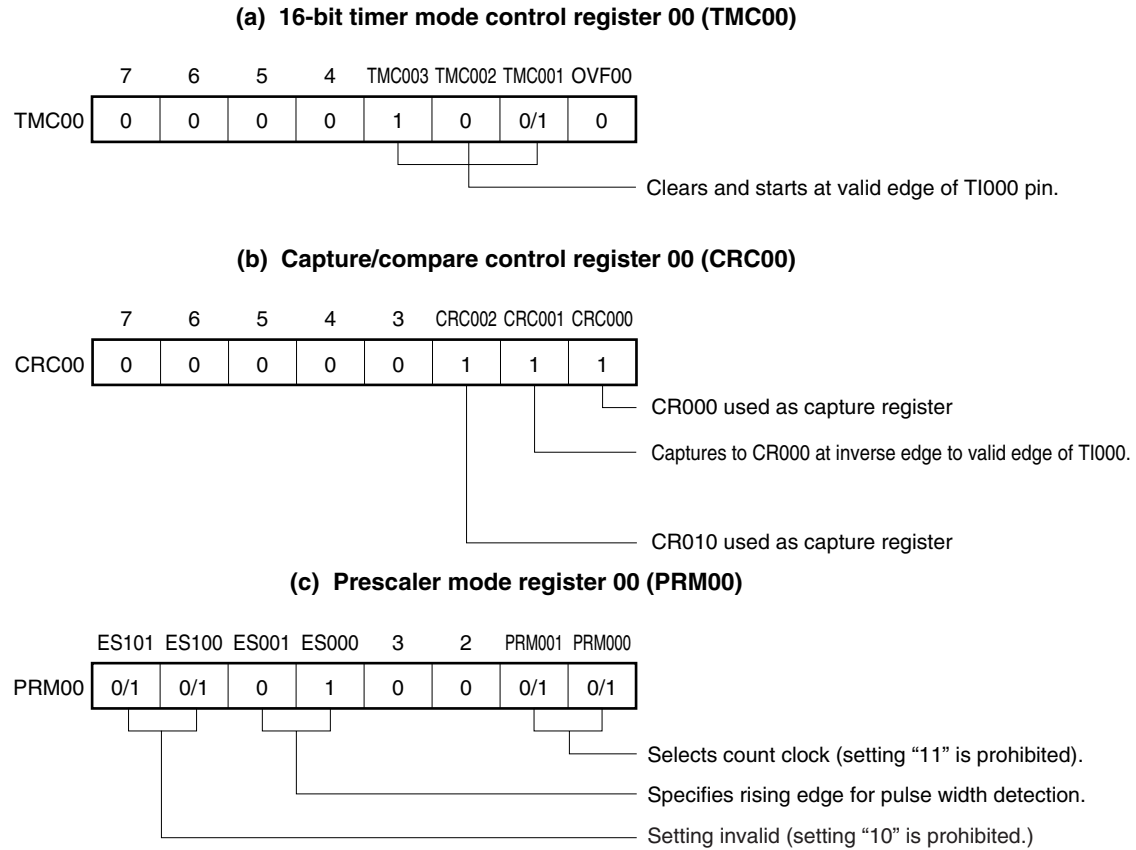 (a) 16-bit timer mode control register 00 (TMC00)
7 6 5 4 TMC003 TMC002 TMC001 OVF00
TMC00 0 0 0 0 1 0 0/1 0
Clears and starts at valid edge of TI000 pin.
(b) Capture/compare control register 00 (CRC00)
7 6 5 4 3 CRC002 CRC001 CRC000
CRC00 0 0 0 0 0 1 1 1
CR000 used as capture register
Captures to CR000 at inverse edge to valid edge of TI000.
CR010 used as capture register
(c) Prescaler mode register 00 (PRM00)
ES101 ES100 ES001 ES000 3 2 PRM001 PRM000
PRM00 0/1 0/1 0 1 0 0 0/1 0/1
Selects count clock (setting “11” is prohibited).
Specifies rising edge for pulse width detection.
Setting invalid (setting “10” is prohibited.)